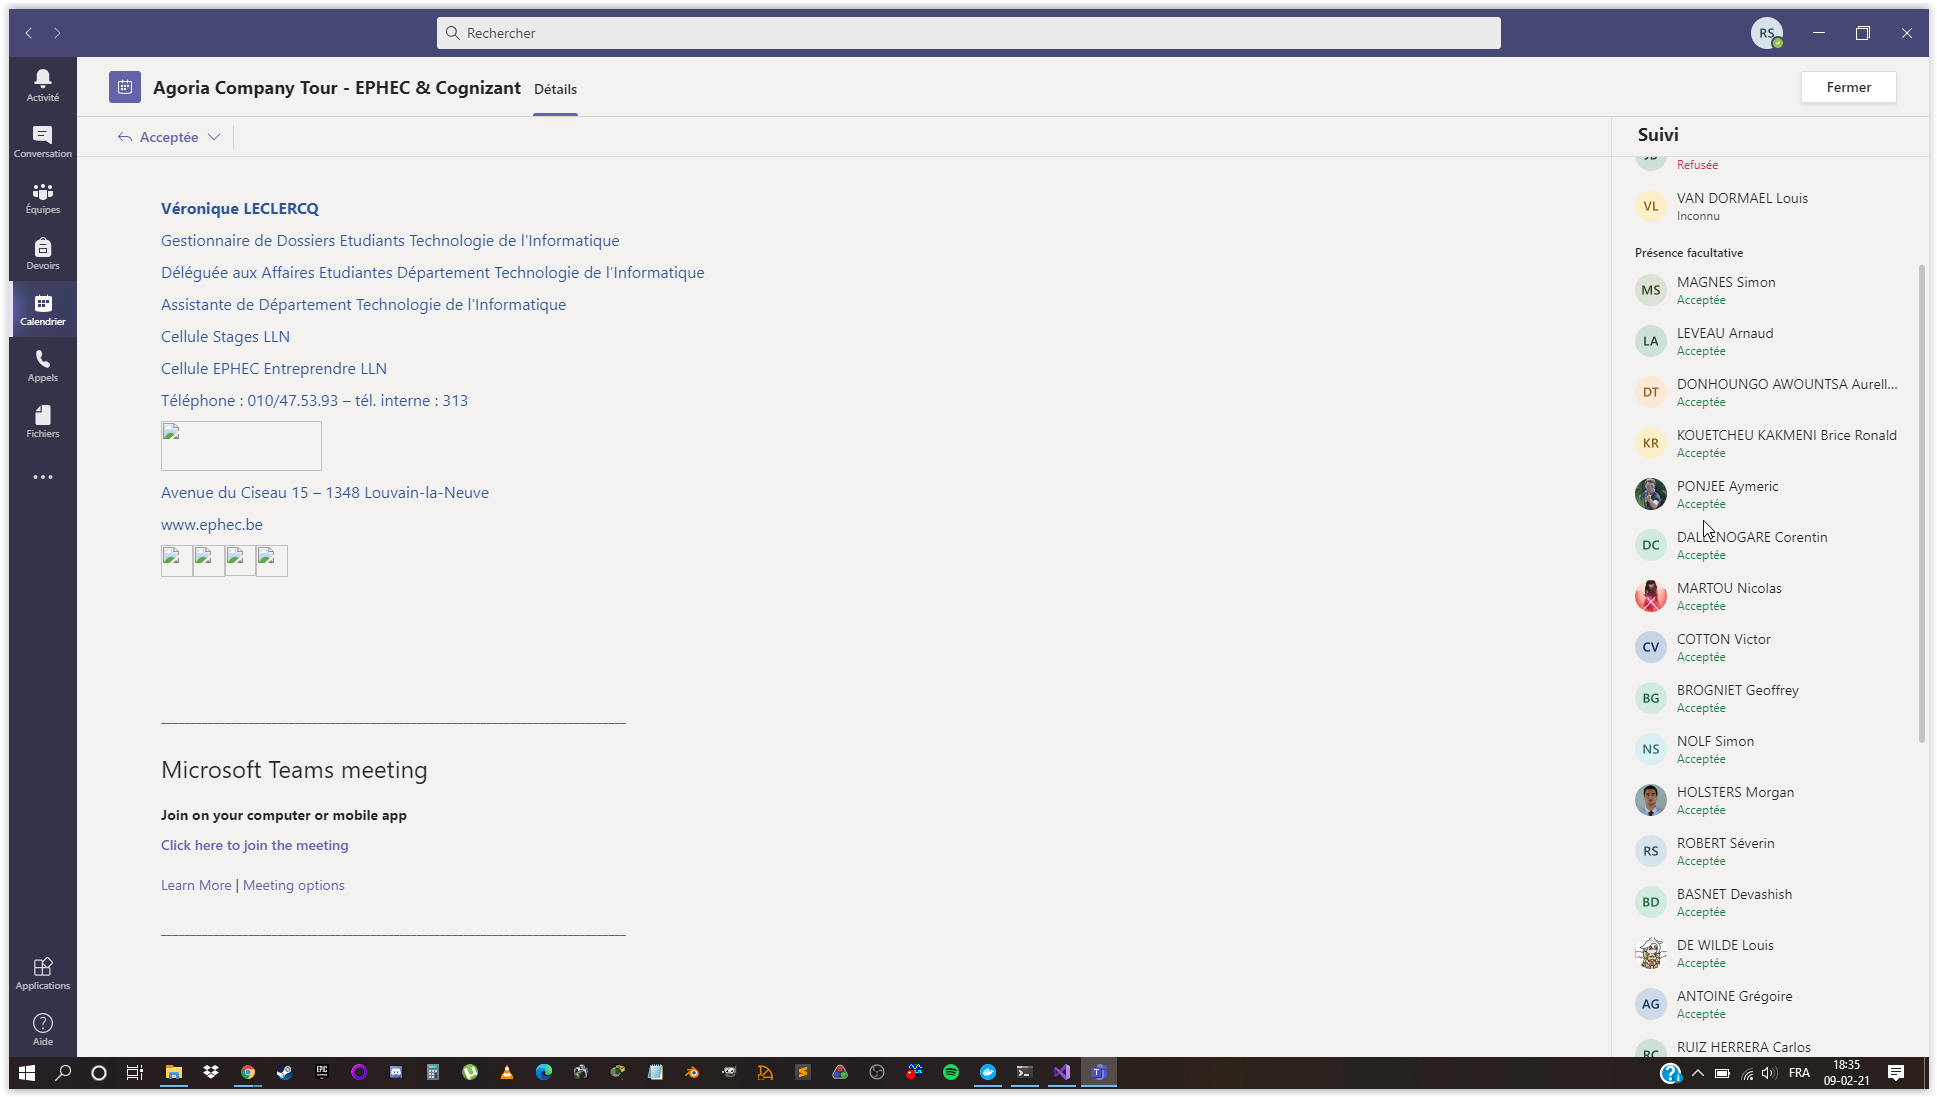 Rechercher
RS
Activité
Conversation
Équipes
Devoirs
Calendrier
Appels
Fichiers
Applications
Aide
Agoria Company Tour - EPHEC & Cognizant
Détails
Fermer
Acceptée
Véronique LECLERCQ
Gestionnaire de Dossiers Etudiants Technologie de l'Informatique
Déléguée aux Affaires Etudiantes Département Technologie de l’Informatique
Assistante de Département Technologie de l'Informatique
Cellule Stages LLN
Cellule EPHEC Entreprendre LLN
Téléphone : 010/47.53.93 – tél. interne : 313
Avenue du Ciseau 15 – 1348 Louvain-la-Neuve
www.ephec.be
Microsoft Teams meeting
Join on your computer or mobile app
Click here to join the meeting
Learn More | Meeting options
Suivi
Refusée
VL
VAN DORMAEL Louis
Inconnu
Présence facultative
MS
MAGNES Simon
Acceptée
LA
LEVEAU Arnaud
Acceptée
DT
DONHOUNGO AWOUNTSA Aurell...
Acceptée
KR
KOUETCHEU KAKMENI Brice Ronald
Acceptée
PONJEE Aymeric
Acceptée
DC
Corentin
Acceptée
MARTOU Nicolas
Acceptée
CV
COTTON Victor
Acceptée
BG
BROGNIET Geoffrey
Acceptée
NS
NOLF Simon
Acceptée
HOLSTERS Morgan
Acceptée
RS
ROBERT Séverin
Acceptée
BD
BASNET Devashish
Acceptée
DE WILDE Louis
Acceptée
AG
ANTOINE Grégoire
Acceptée
RC
RUIZ HERRERA Carlos
EPIC
FRA
18:35
09-02-21